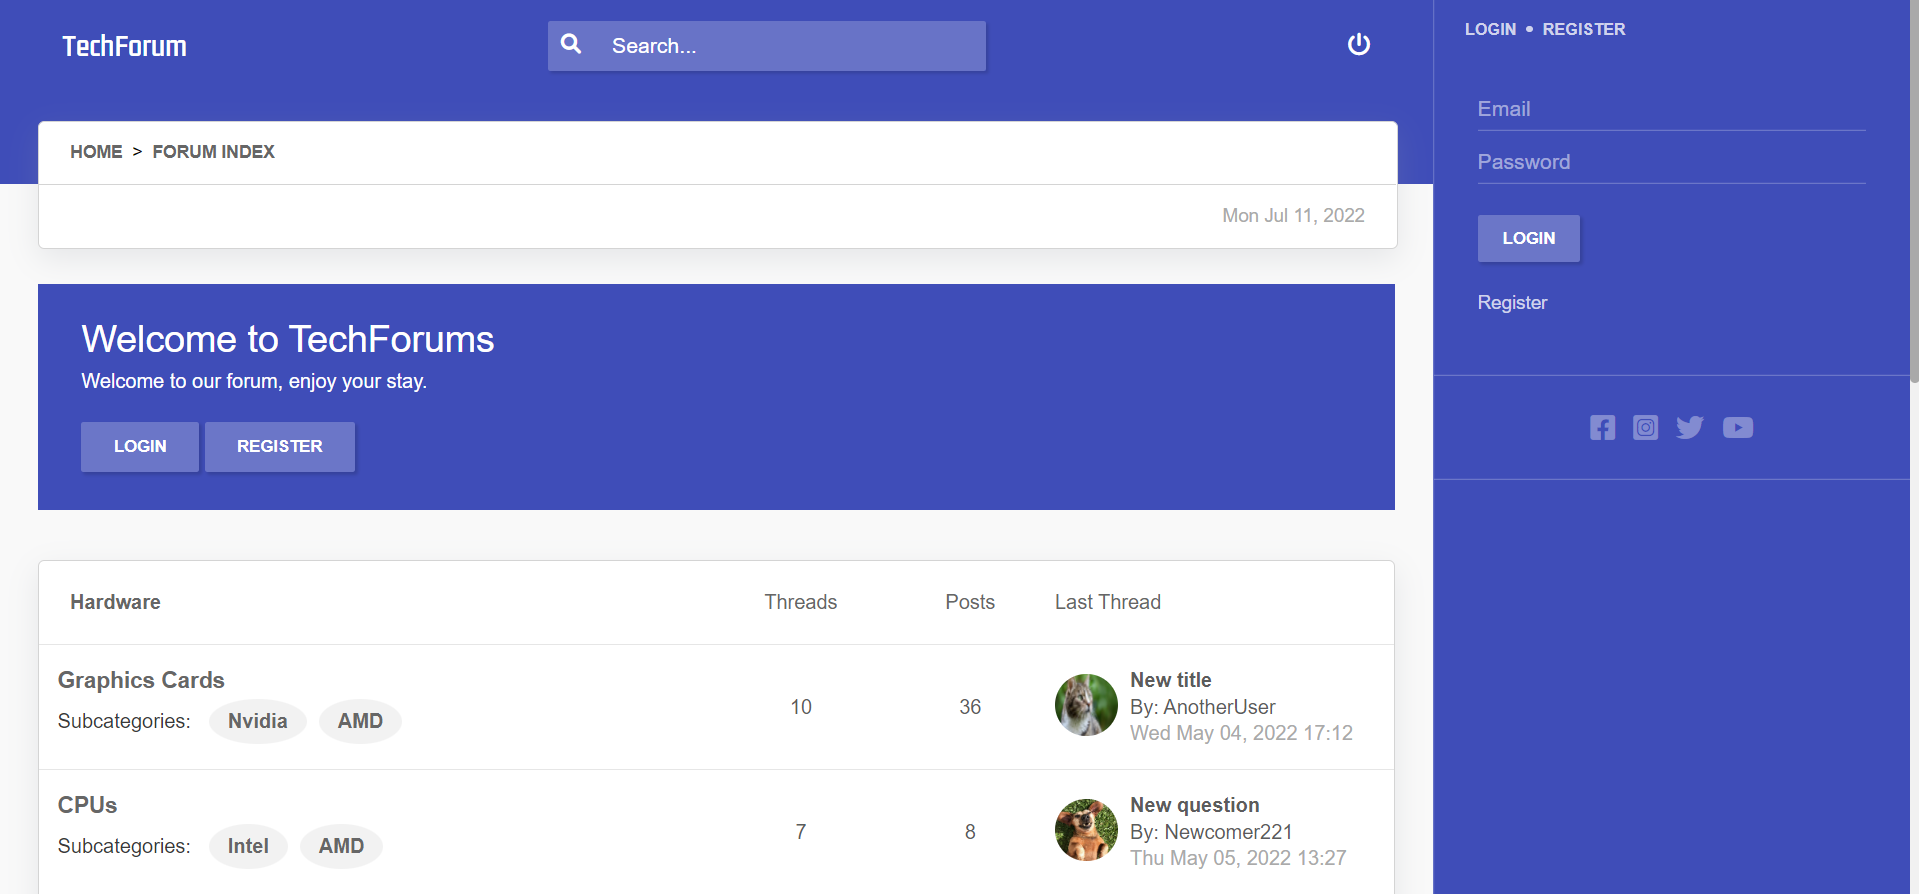 TechForum
Search...
LOGIN • REGISTER
Email
Password
LOGIN
Register
HOME > FORUM INDEX
Mon Jul 11, 2022
Welcome to TechForums
Welcome to our forum, enjoy your stay.
LOGIN REGISTER
Hardware Threads Posts Last Thread
Graphics Cards
Subcategories: Nvidia AMD
10
36
New title
By: AnotherUser
Wed May 04, 2022 17:12
CPUs
Subcategories: Intel AMD
7
8
New question
By: Newcomer221
Thu May 05, 2022 13:27